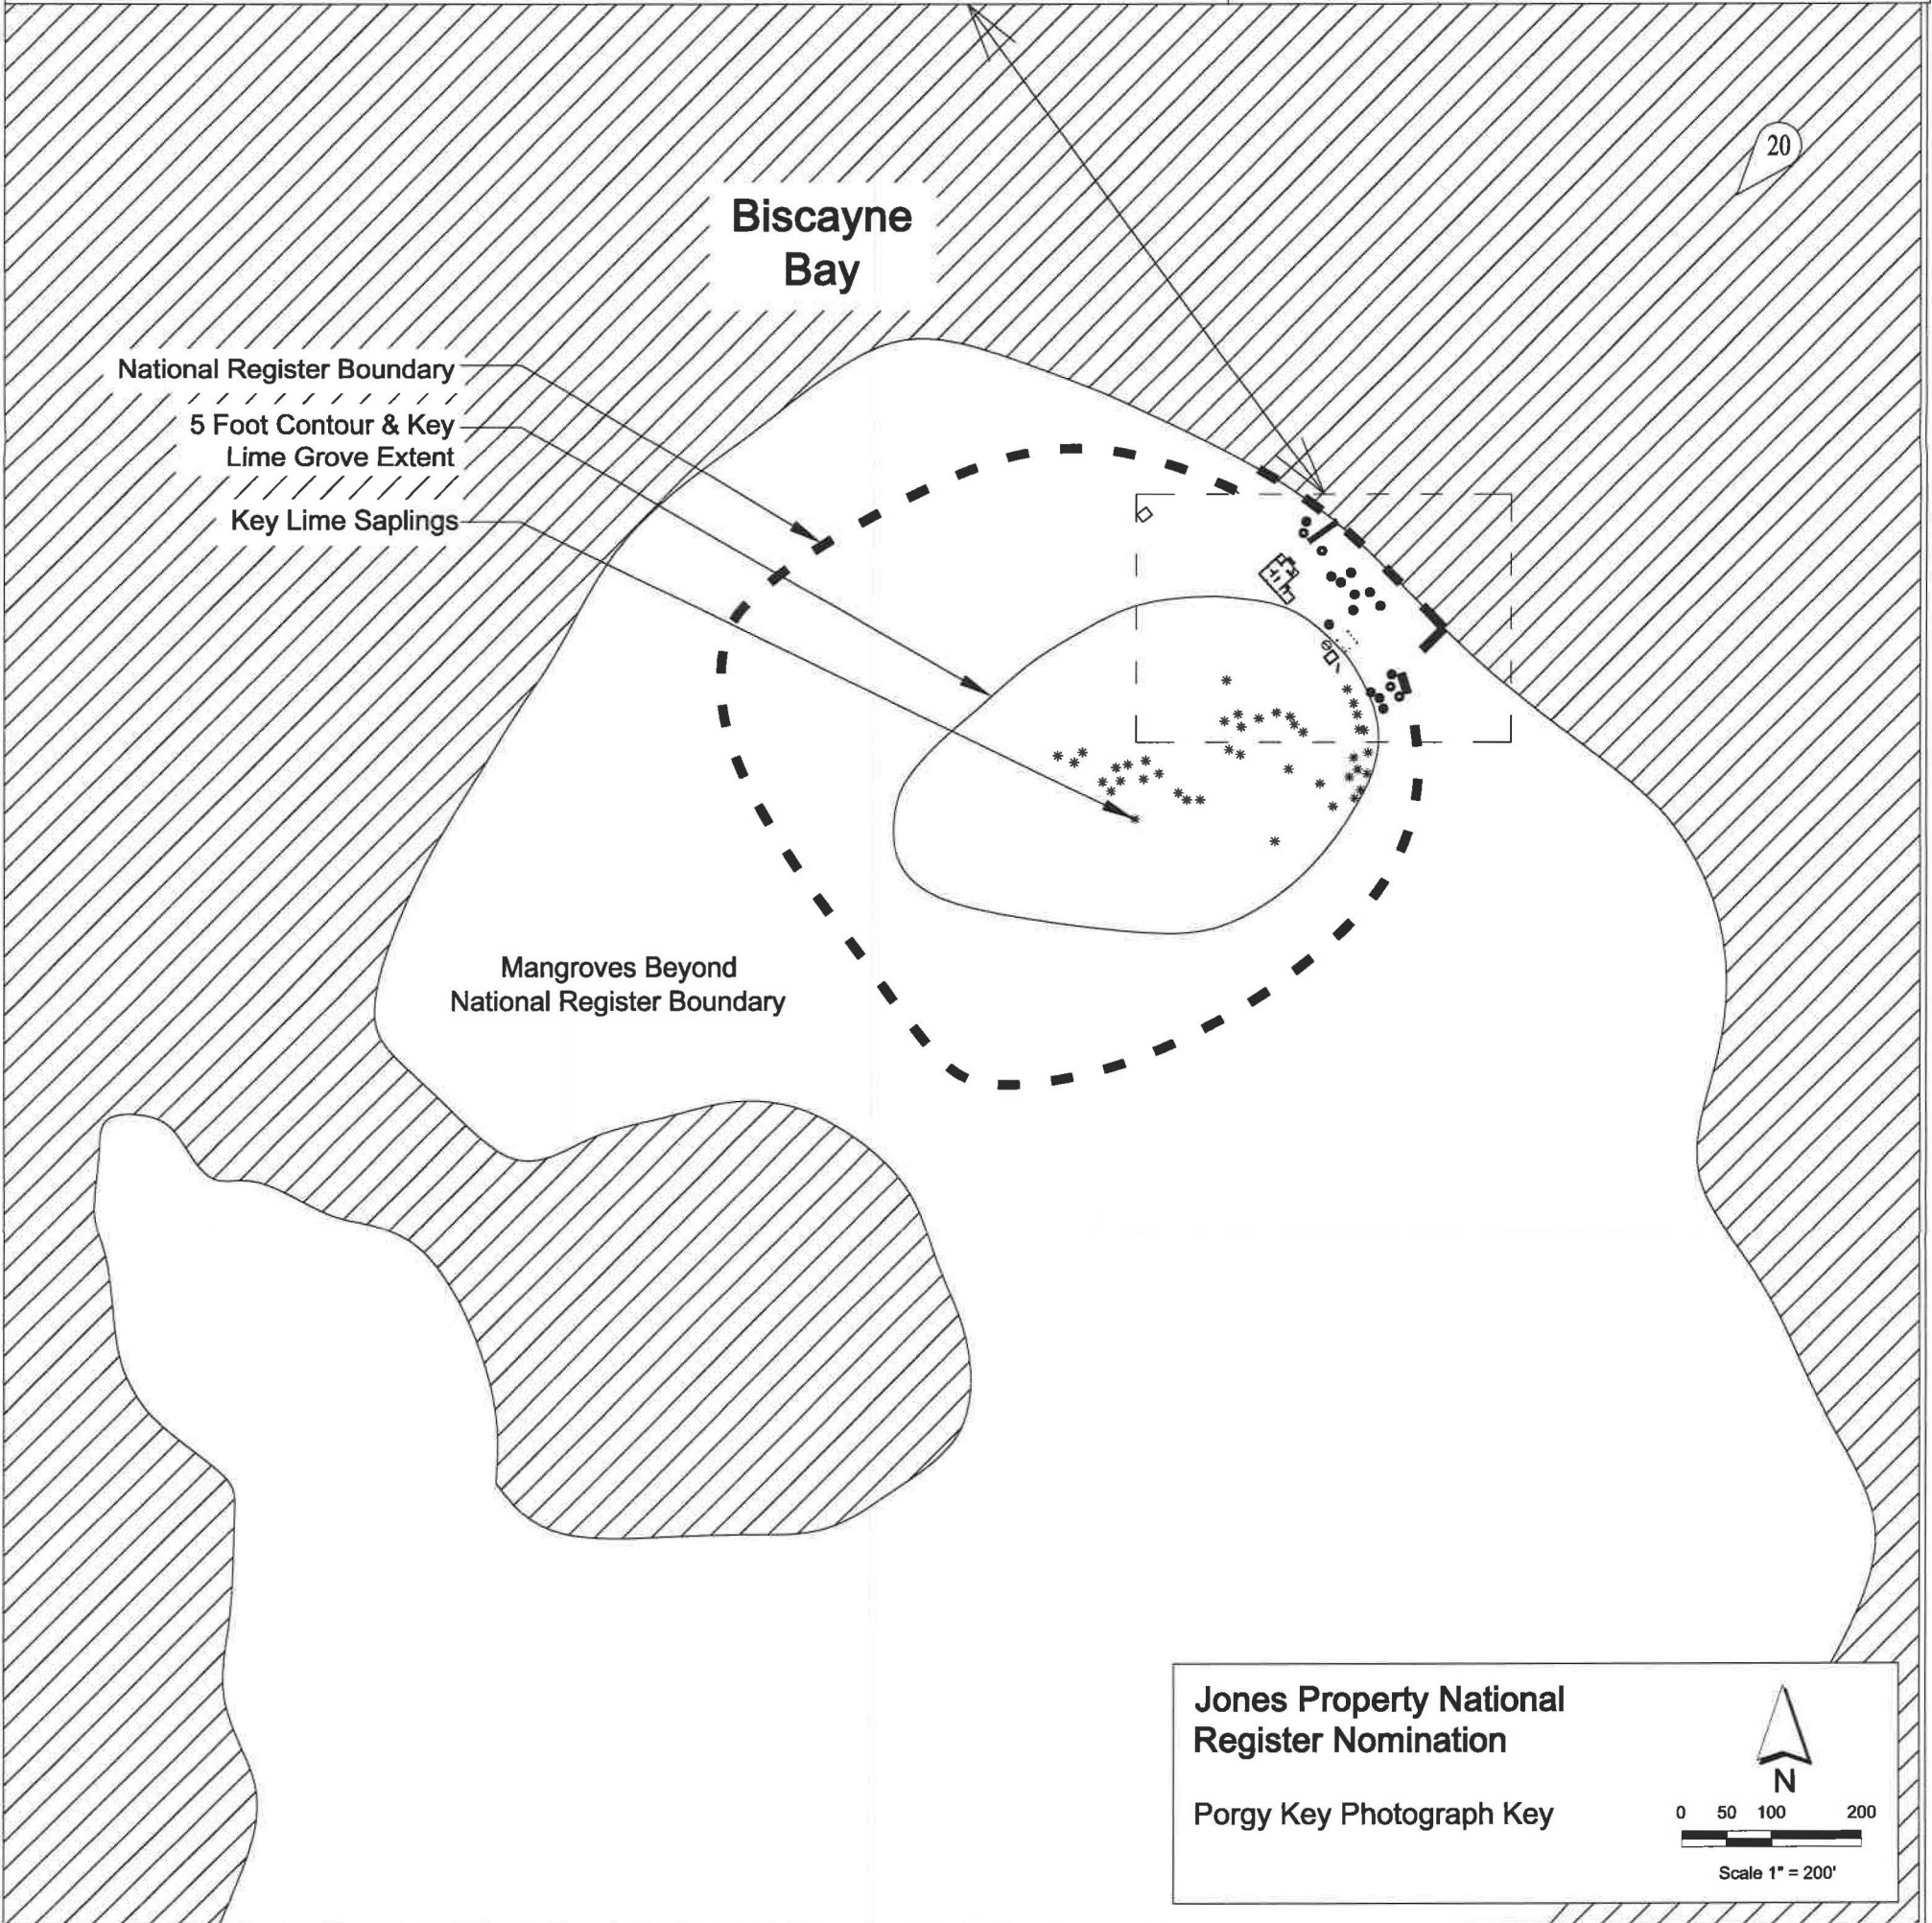 20
Biscayne
Bay
National Register Boundary
5 Foot Contour & Key
Lime Grove Extent
Key Lime Saplings
Mangroves Beyond
National Register Boundary
Jones Property National
Register Nomination
Porgy Key Photograph Key
N
0 50 100 200
Scale 1" = 200'